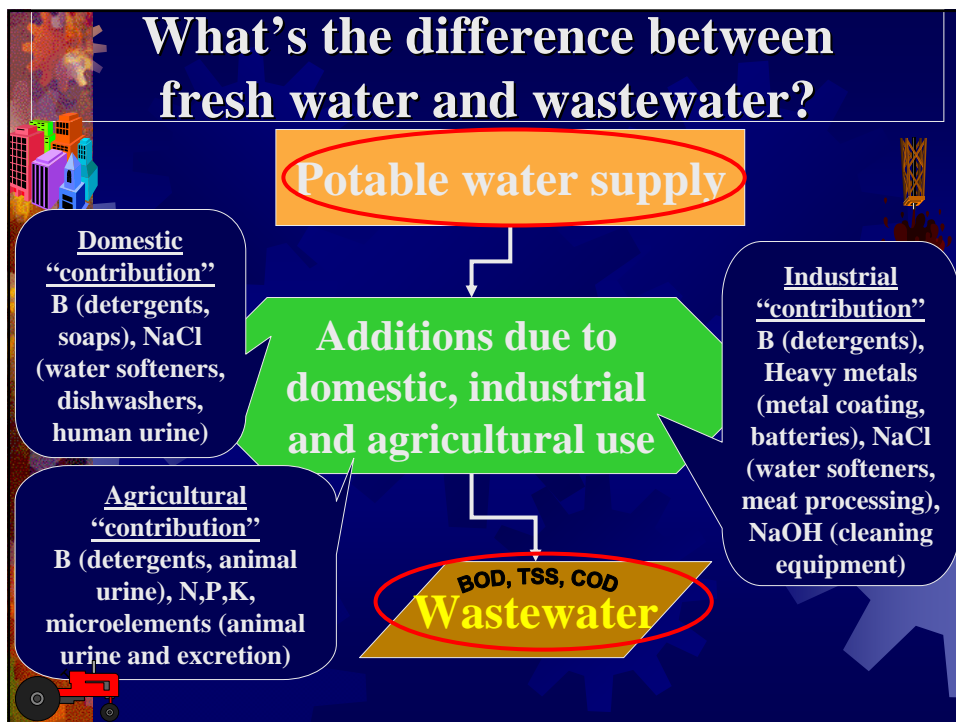 What’s the difference between
fresh water and wastewater?
Potable water supply
Domestic
“contribution”
B (detergents,
soaps), NaCl
(water softeners,
dishwashers,
human urine)
Industrial
“contribution”
B (detergents),
Heavy metals
(metal coating,
batteries), NaCl
(water softeners,
meat processing),
NaOH (cleaning
equipment)
Additions due to
domestic, industrial
and agricultural use
Agricultural
“contribution”
B (detergents, animal
urine), N,P,K,
microelements (animal
urine and excretion)
BOD, TSS, COD
Wastewater